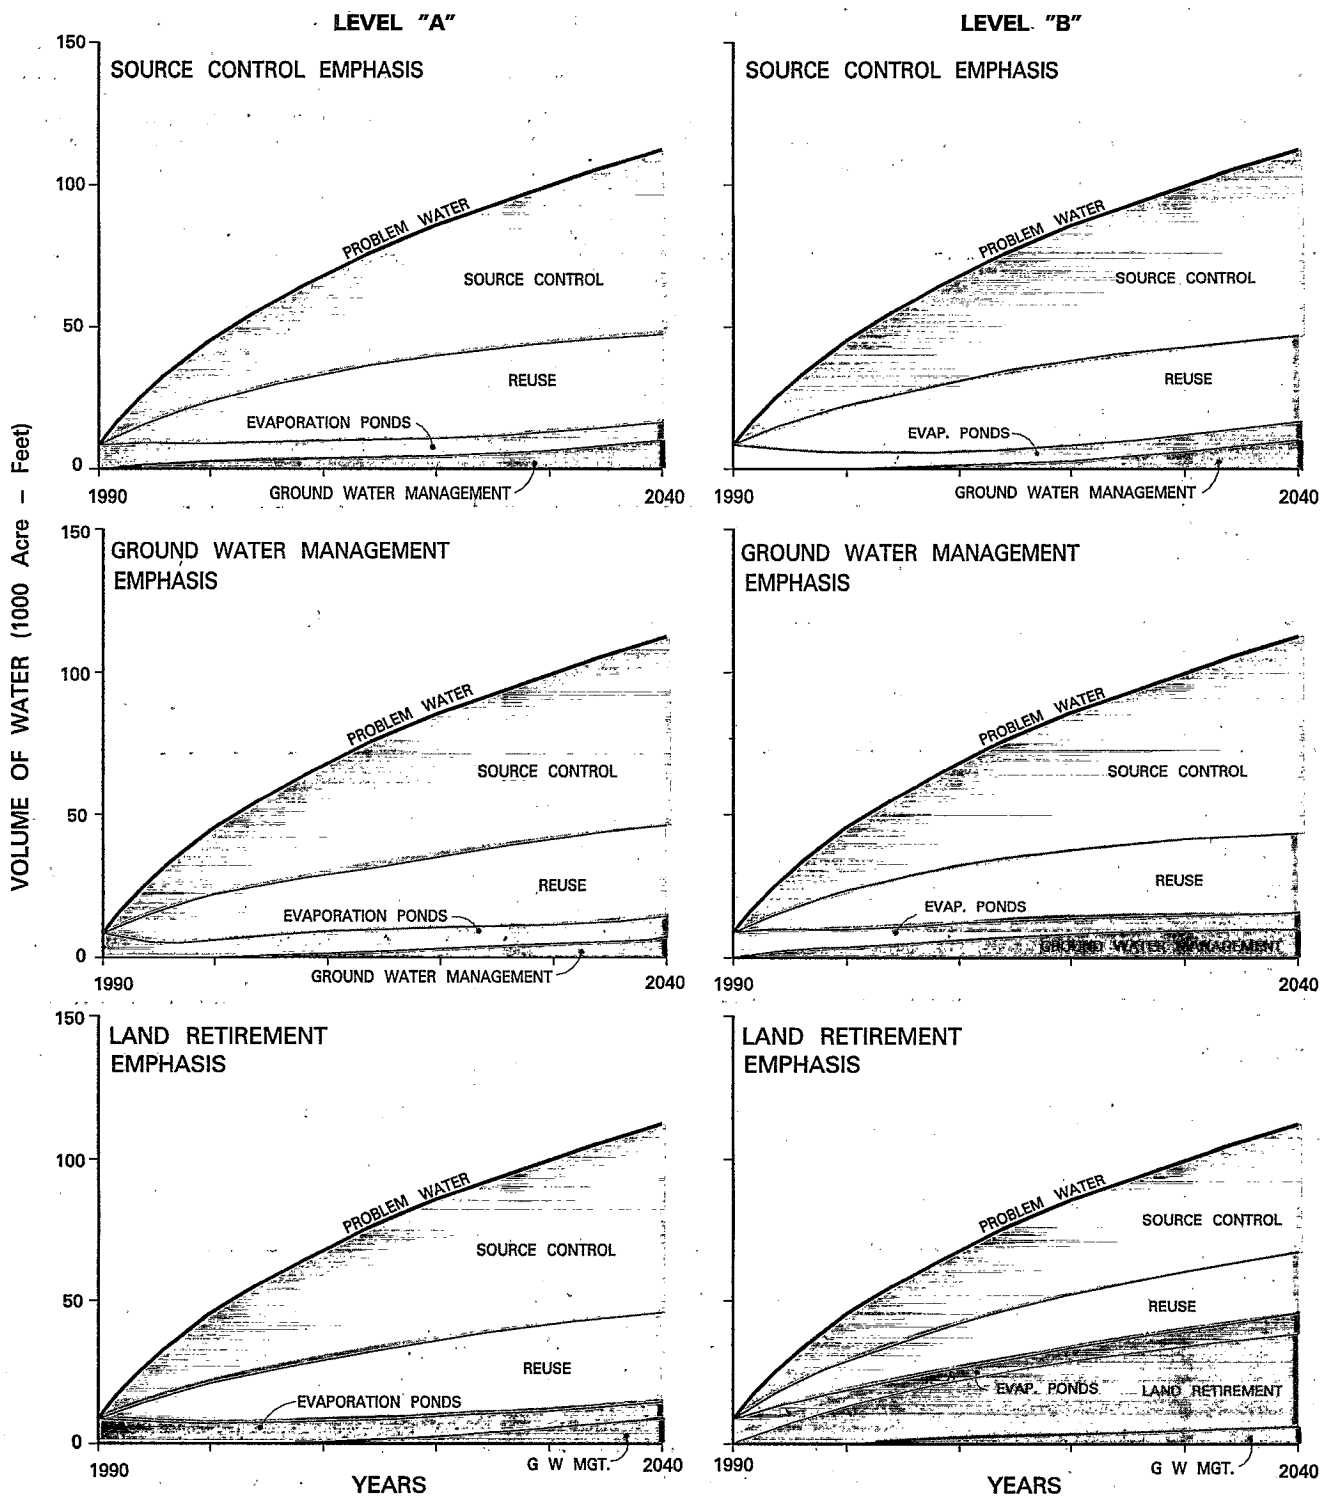 LEVEL "A"
LEVEL "B"
VOLUME OF WATER (1000 Acre – Feet)
150
SOURCE CONTROL EMPHASIS
100
PROBLEM WATER
SOURCE CONTROL
50
REUSE
EVAPORATION PONDS
0
1990
GROUND WATER MANAGEMENT
2040
SOURCE CONTROL EMPHASIS
PROBLEM WATER
SOURCE CONTROL
REUSE
EVAP. PONDS
1990
GROUND WATER MANAGEMENT
2040
150
GROUND WATER MANAGEMENT
EMPHASIS
100
PROBLEM WATER
SOURCE CONTROL
50
REUSE
EVAPORATION PONDS
0
1990
GROUND WATER MANAGEMENT
2040
GROUND WATER MANAGEMENT
EMPHASIS
PROBLEM WATER
SOURCE CONTROL
REUSE
EVAP. PONDS
GROUND WATER MANAGEMENT
1990
2040
150
LAND RETIREMENT
EMPHASIS
100
PROBLEM WATER
SOURCE CONTROL
50
REUSE
EVAPORATION PONDS
0
1990
G W MGT.
2040
YEARS
LAND RETIREMENT
EMPHASIS
PROBLEM WATER
SOURCE CONTROL
REUSE
EVAP. PONDS
LAND RETIREMENT
1990
G W MGT.
2040
YEARS